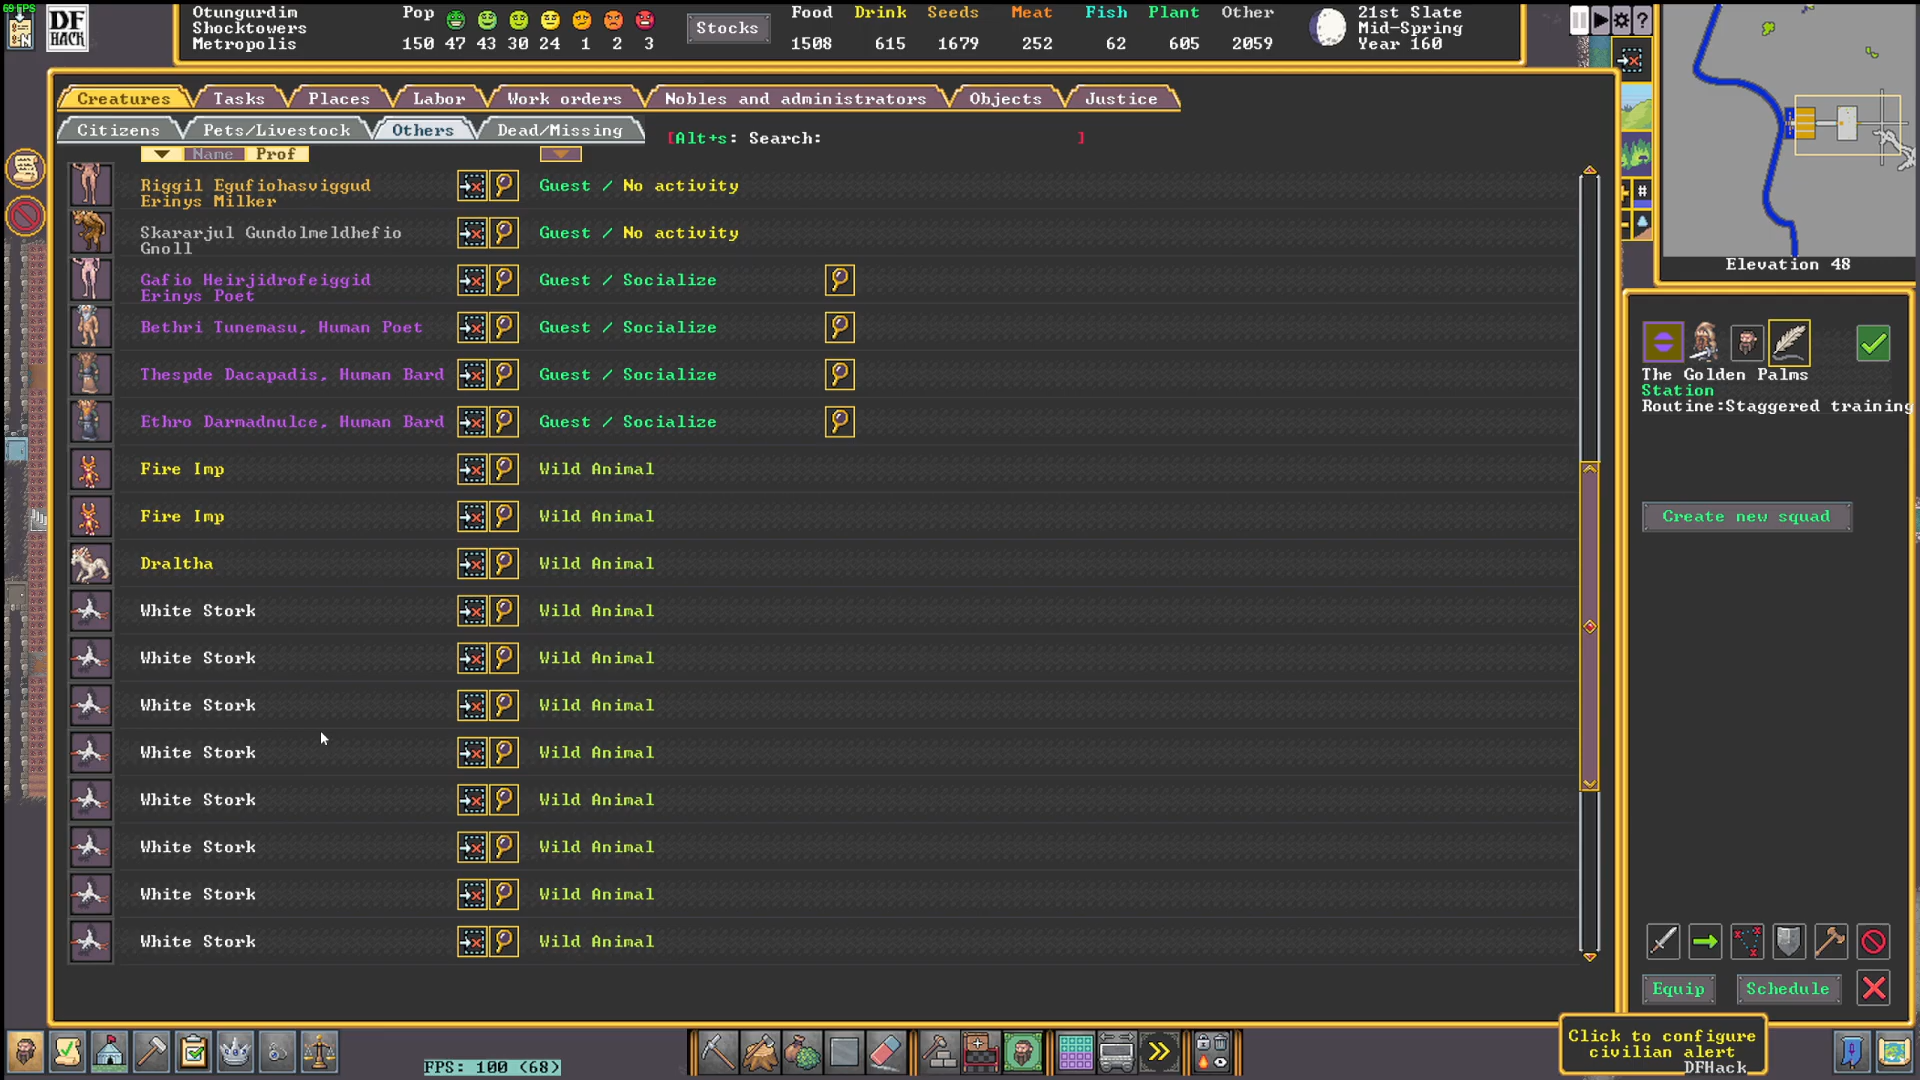 69 FPS
DF
HACK
Otungurdim
Shocktowers
Metropolis
Pop
150 47 43 30 24 1 2 3
Stocks
Food Drink Seeds Meat Fish Plant Other
1508 615 1679 252 62 605 2059
21st Slate
Mid-Spring
Year 160
?
Elevation 48
Creatures Tasks Places Labor Work orders Nobles and administrators Objects Justice
Citizens Pets/Livestock Others Dead/Missing
[Alt+s: Search: ]
Name Prof
Riggil Egufiohasviggud
Erinys Milker
Guest / No activity
Skararjul Gundolmeldhefio
Gnoll
Guest / No activity
Gafio Heirjidrofeiggid
Erinys Poet
Guest / Socialize
Bethri Tunemasu, Human Poet Guest / Socialize
Thespde Dacapadis, Human Bard Guest / Socialize
Ethro Darmadnulce, Human Bard Guest / Socialize
Fire Imp Wild Animal
Fire Imp Wild Animal
Draltha Wild Animal
White Stork Wild Animal
White Stork Wild Animal
White Stork Wild Animal
White Stork Wild Animal
White Stork Wild Animal
White Stork Wild Animal
White Stork Wild Animal
White Stork Wild Animal
The Golden Palms
Station
Routine:Staggered training
Create new squad
Equip Schedule
Click to configure
civilian alert
DFHack
FPS: 100 (68)